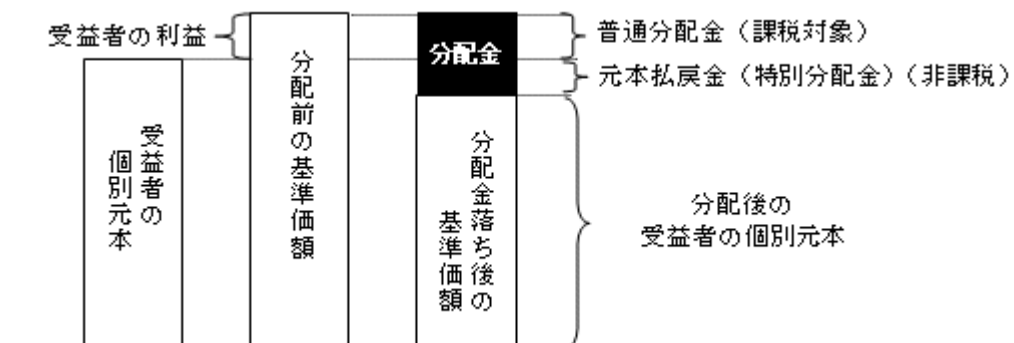 受益者の利益
普通分配金（課税対象）
分配金
元本払戻金（特別分配金）（非課税）
受益者の
個別元本
分配前の基準価額
分配金落ち後の
基準価額
分配後の
受益者の個別元本